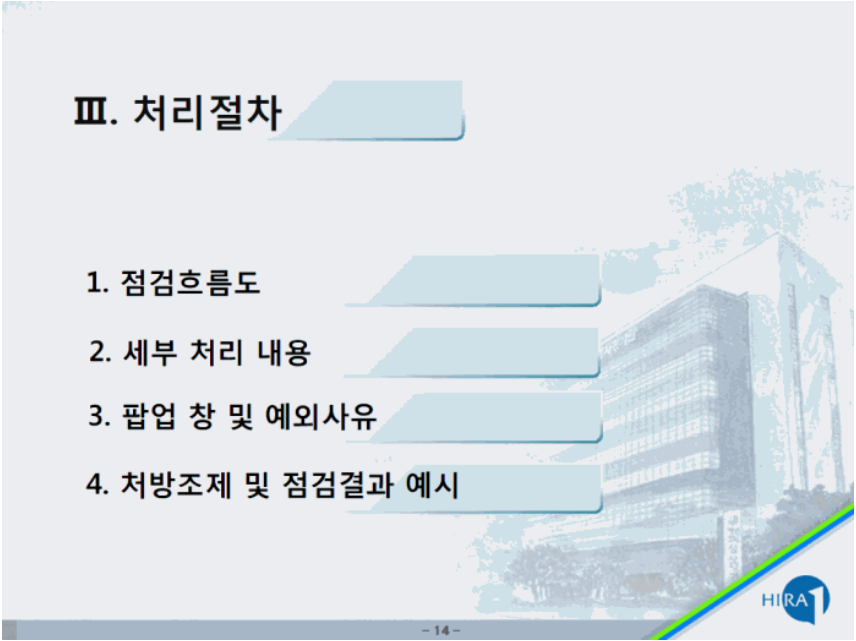 Ⅲ. 처리절차
1. 점검흐름도
2. 세부 처리 내용
3. 팝업 창 및 예외사유
4. 처방조제 및 점검결과 예시
HIRA
- 14 -